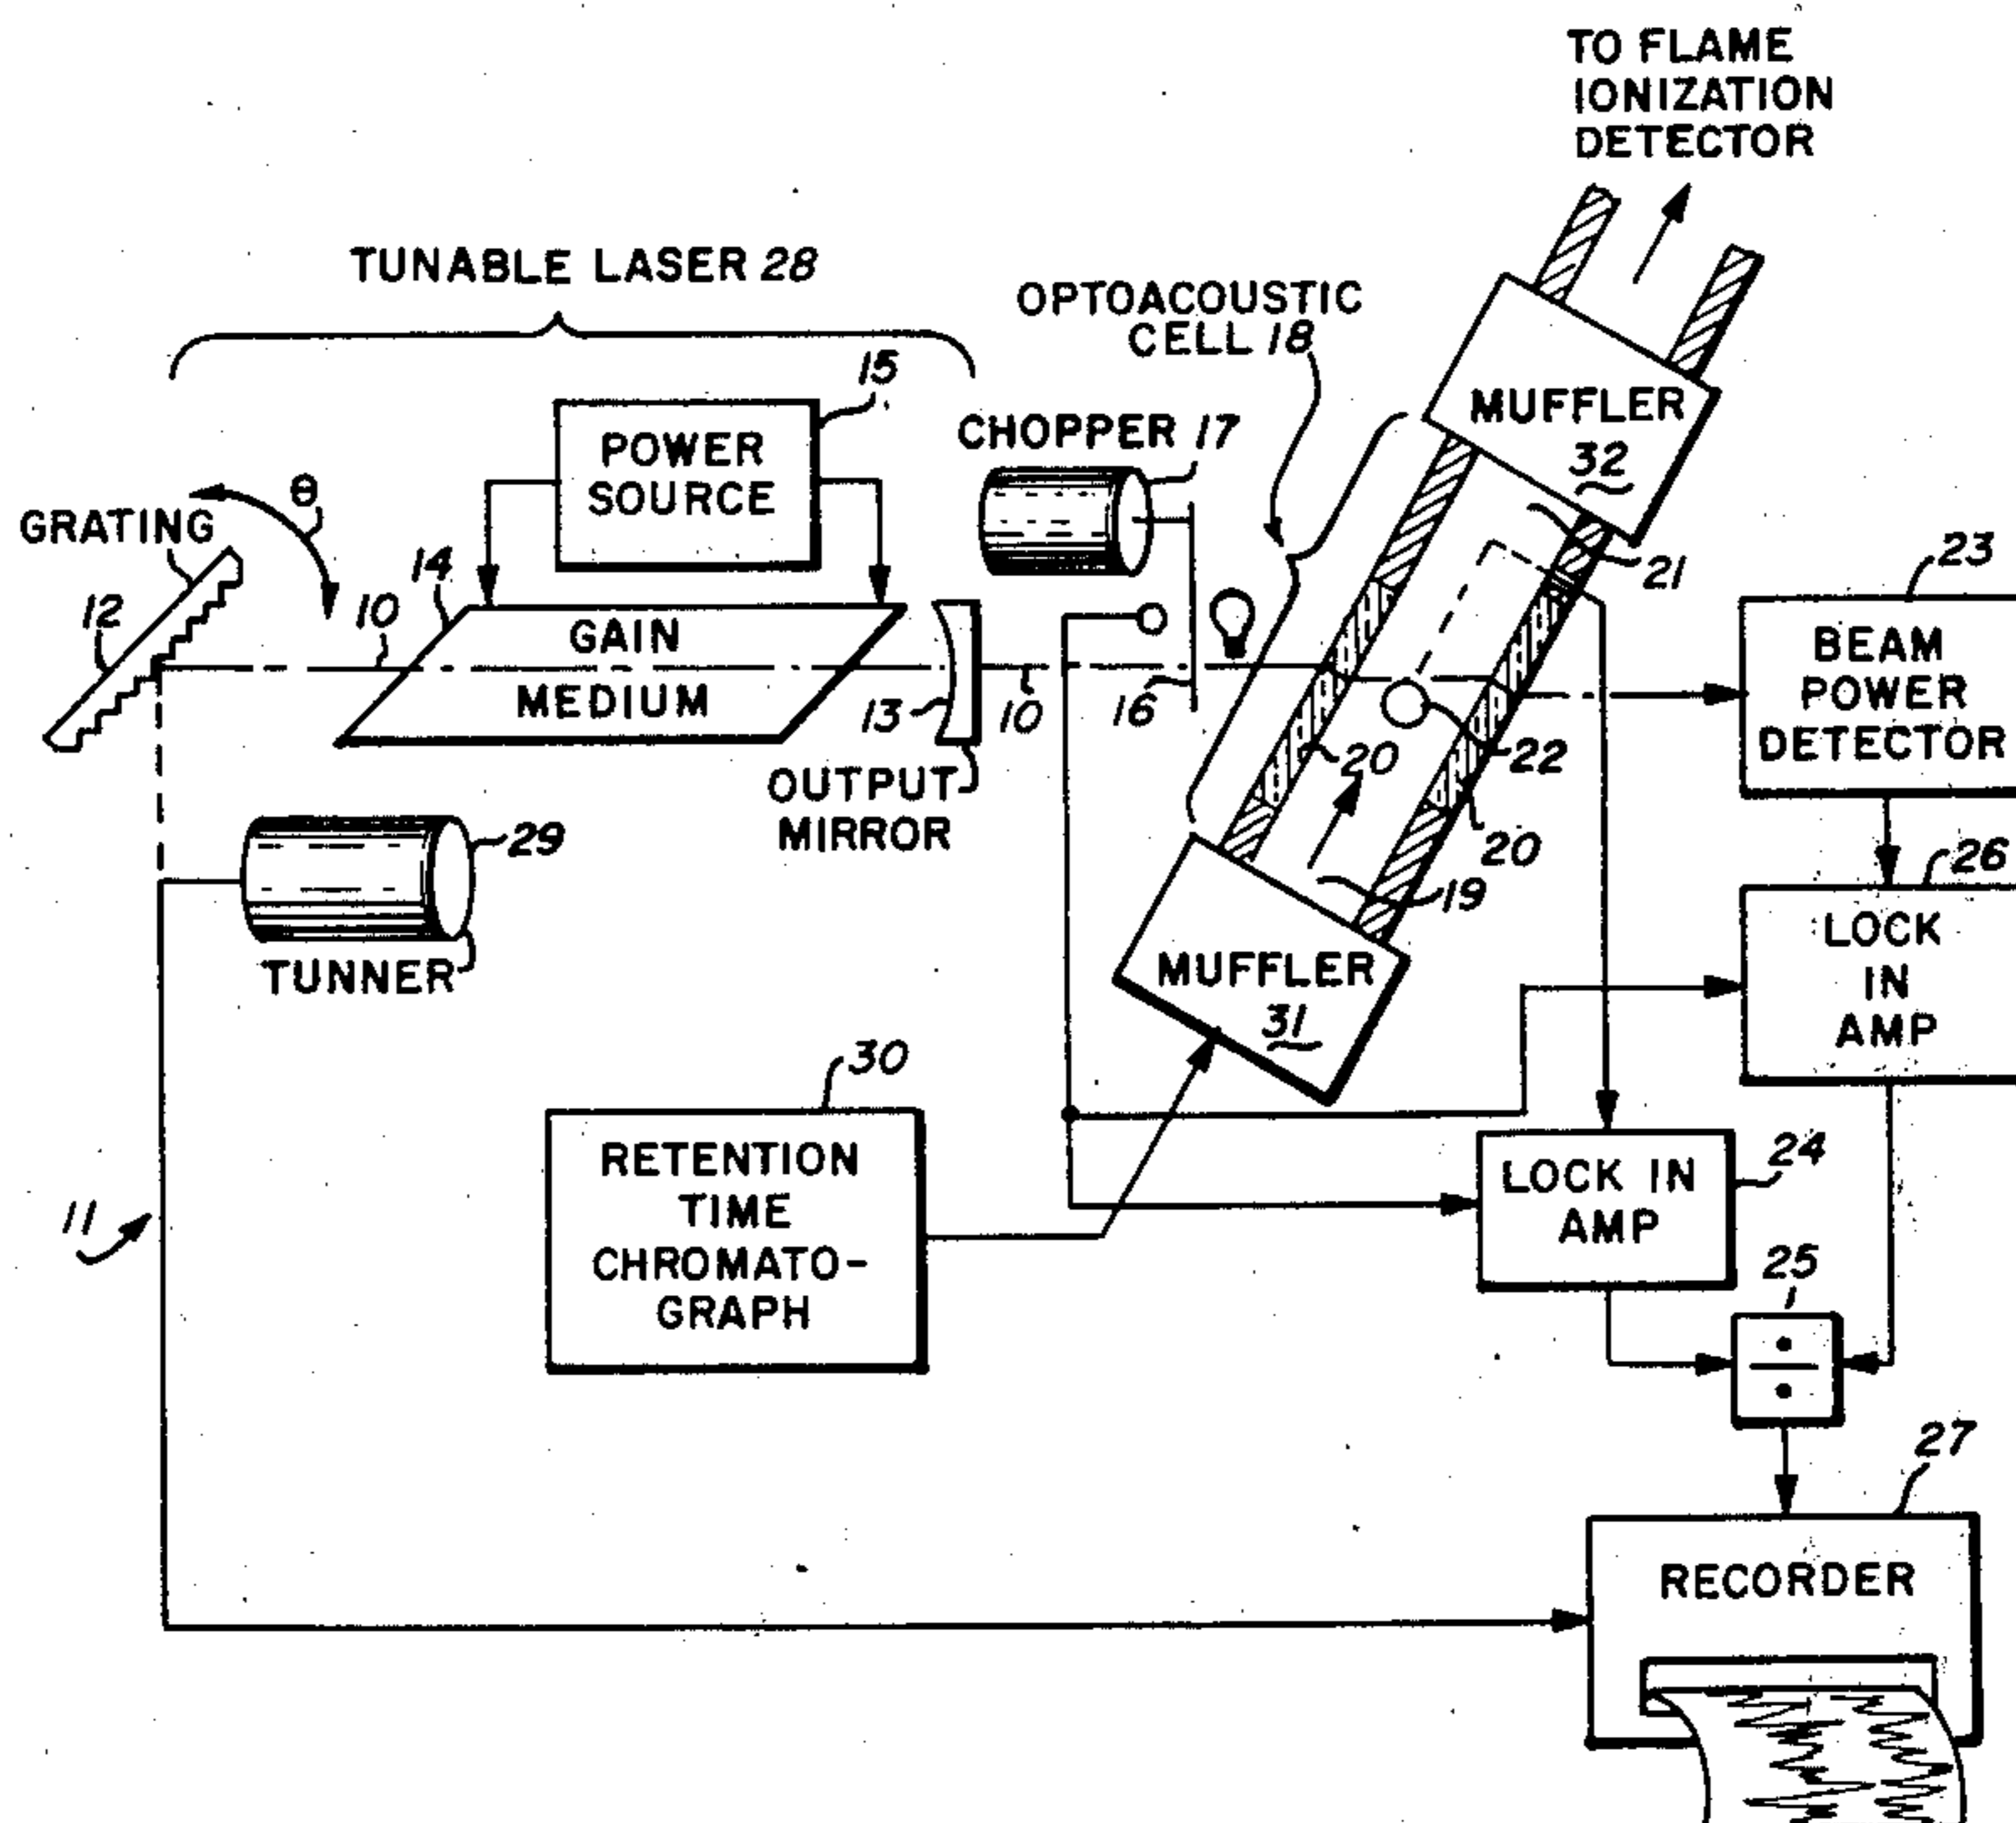 TO FLAME
IONIZATION
DETECTOR
TUNABLE LASER 28
OPTOACOUSTIC
CELL 18
15
POWER
SOURCE
CHOPPER 17
MUFFLER
32
θ
GRATING
12
10
14
GAIN
MEDIUM
13
10
16
OUTPUT
MIRROR
20
22
21
20
19
23
BEAM
POWER
DETECTOR
29
TUNNER
MUFFLER
31
26
LOCK
IN
AMP
30
RETENTION
TIME
CHROMATO-
GRAPH
11
24
LOCK IN
AMP
25
27
RECORDER